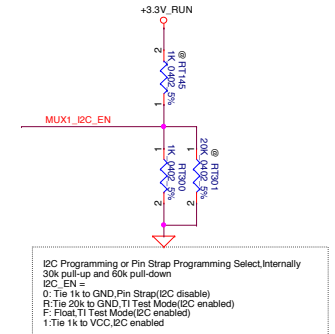 +3.3V_RUN
2
@ RT145
1K_0402_5%
1
MUX1_I2C_EN
1
1
@ RT301
20K_0402_5%
RT300
1K_0402_5%
2
2
I2C Programming or Pin Strap Programming Select,Internally
30k pull-up and 60k pull-down
I2C_EN =
0: Tie 1k to GND,Pin Strap(I2C disable)
R:Tie 20k to GND,TI Test Mode(I2C enabled)
F: Float,TI Test Mode(I2C enabled)
1:Tie 1k to VCC,I2C enabled